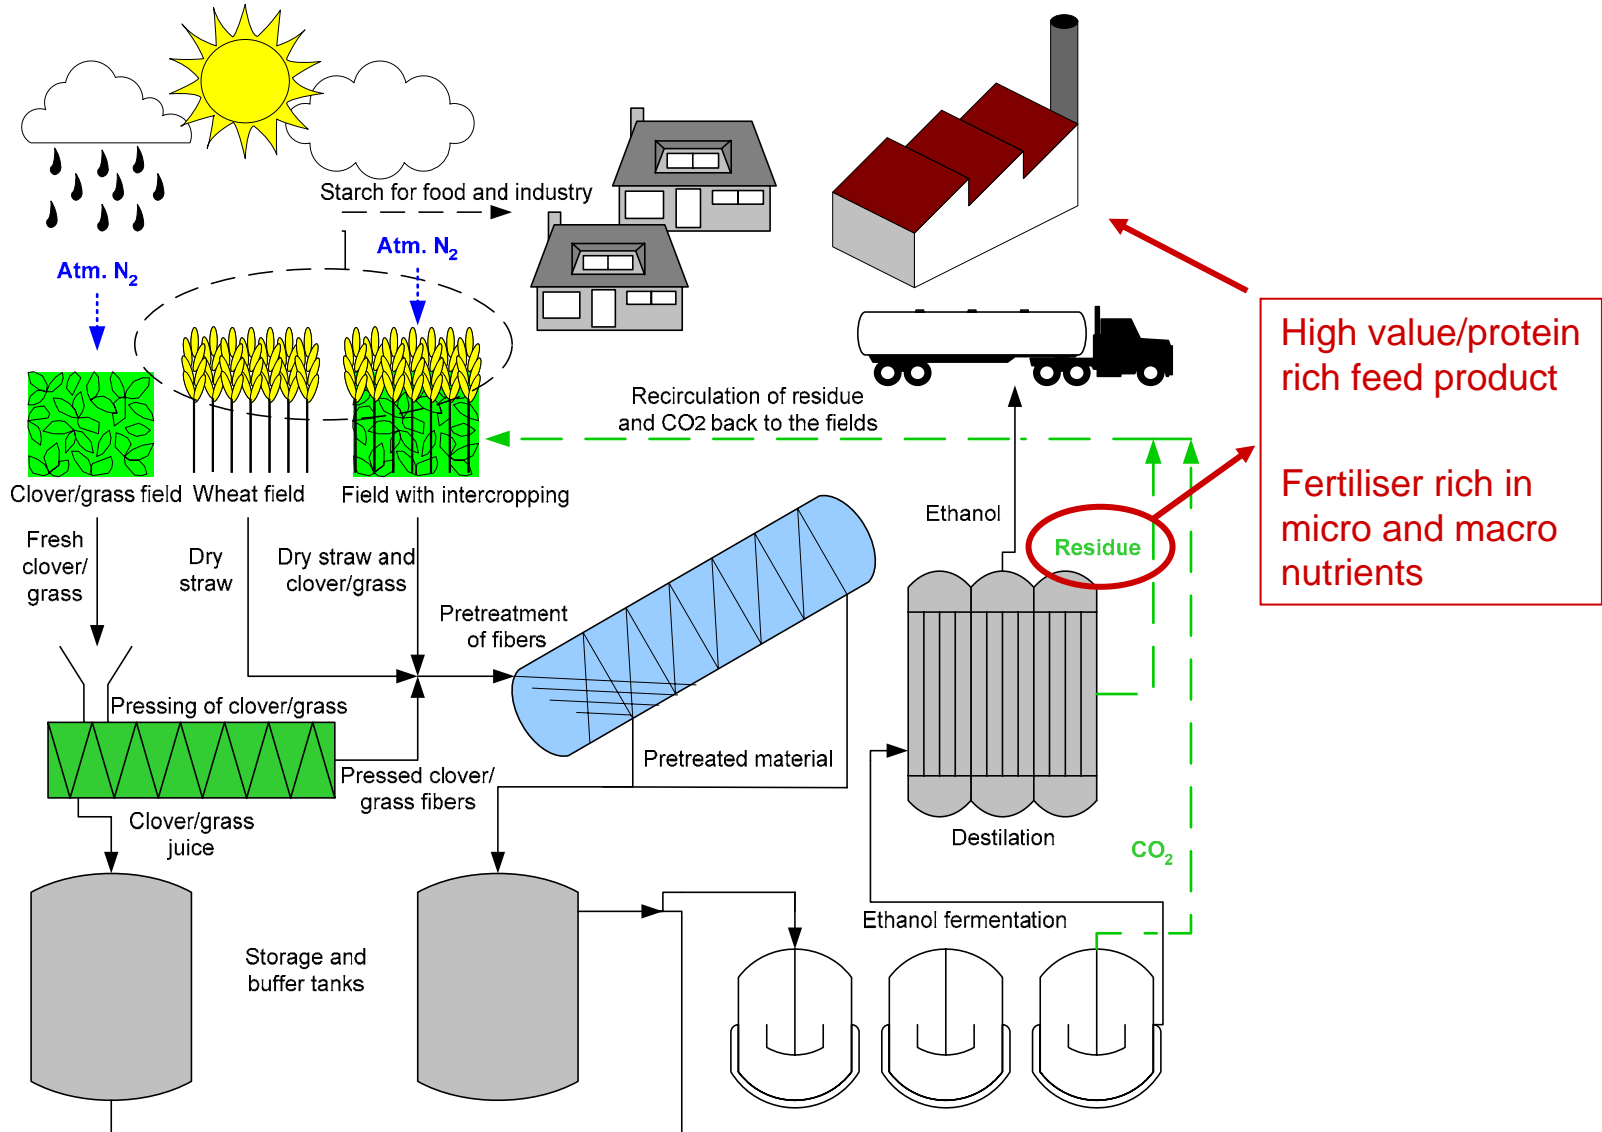 Starch for food and industry
Atm. N2
Atm. N2
Clover/grass field
Wheat field
Field with intercropping
Recirculation of residue
and CO2 back to the fields
High value/protein
rich feed product
Fertiliser rich in
micro and macro
nutrients
Fresh
clover/
grass
Dry
straw
Dry straw and
clover/grass
Pretreatment
of fibers
Ethanol
Residue
Pressing of clover/grass
Pressed clover/
grass fibers
Pretreated material
Clover/grass
juice
Destilation
CO2
Ethanol fermentation
Storage and
buffer tanks